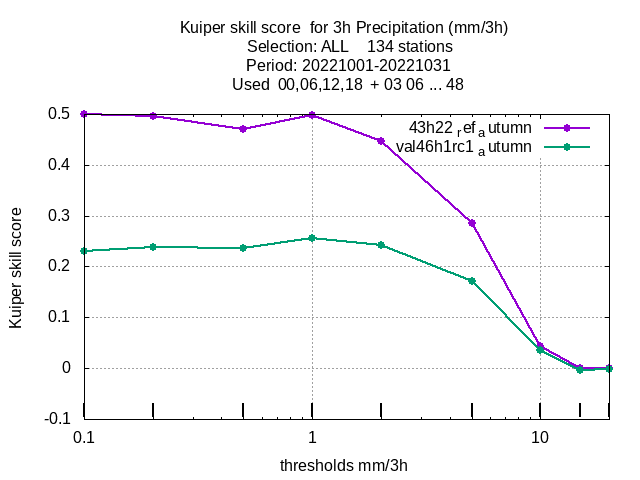 Kuiper skill score  for 3h Precipitation (mm/3h)
Selection: ALL    134 stations
Period: 20221001-20221031
Used  00,06,12,18  + 03 06 ... 48
0.5
43h22 ref autumn
val46h1rc1 autumn
0.4
0.3
0.2
0.1
0
-0.1
Kuiper skill score
0.1 1 10
thresholds mm/3h